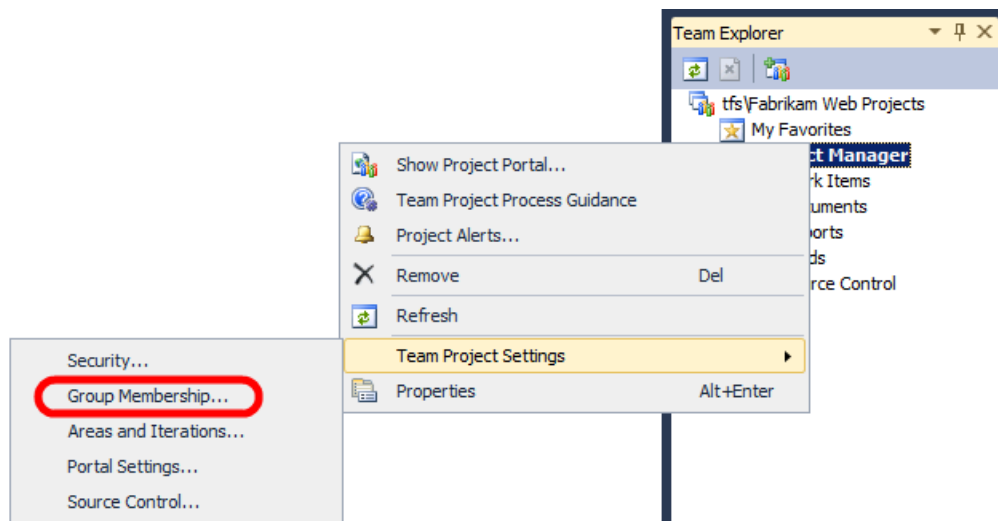 Team Explorer
tfs\Fabrikam Web Projects
My Favorites
ct Manager
rk Items
uments
orts
ds
rce Control
Show Project Portal...
Team Project Process Guidance
Project Alerts...
Remove Del
Refresh
Team Project Settings
Properties Alt+Enter
Security...
Group Membership...
Areas and Iterations...
Portal Settings...
Source Control...